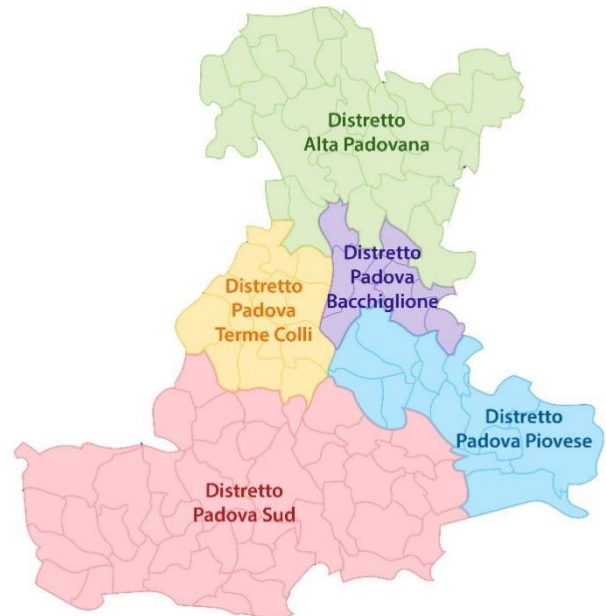 Distretto
Alta Padovana
Distretto
Padova
Bacchiglione
Distretto
Padova
Terme Colli
Distretto
Padova Piovese
Distretto
Padova Sud